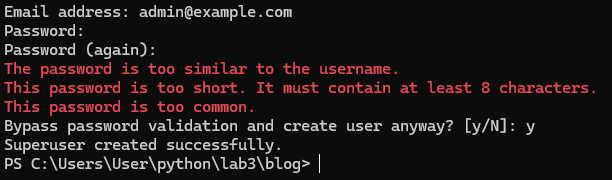 Email address: admin@example.com
Password:
Password (again):
The password is too similar to the username.
This password is too short. It must contain at least 8 characters.
This password is too common.
Bypass password validation and create user anyway? [y/N]: y
Superuser created successfully.
PS C:\Users\User\python\lab3\blog>